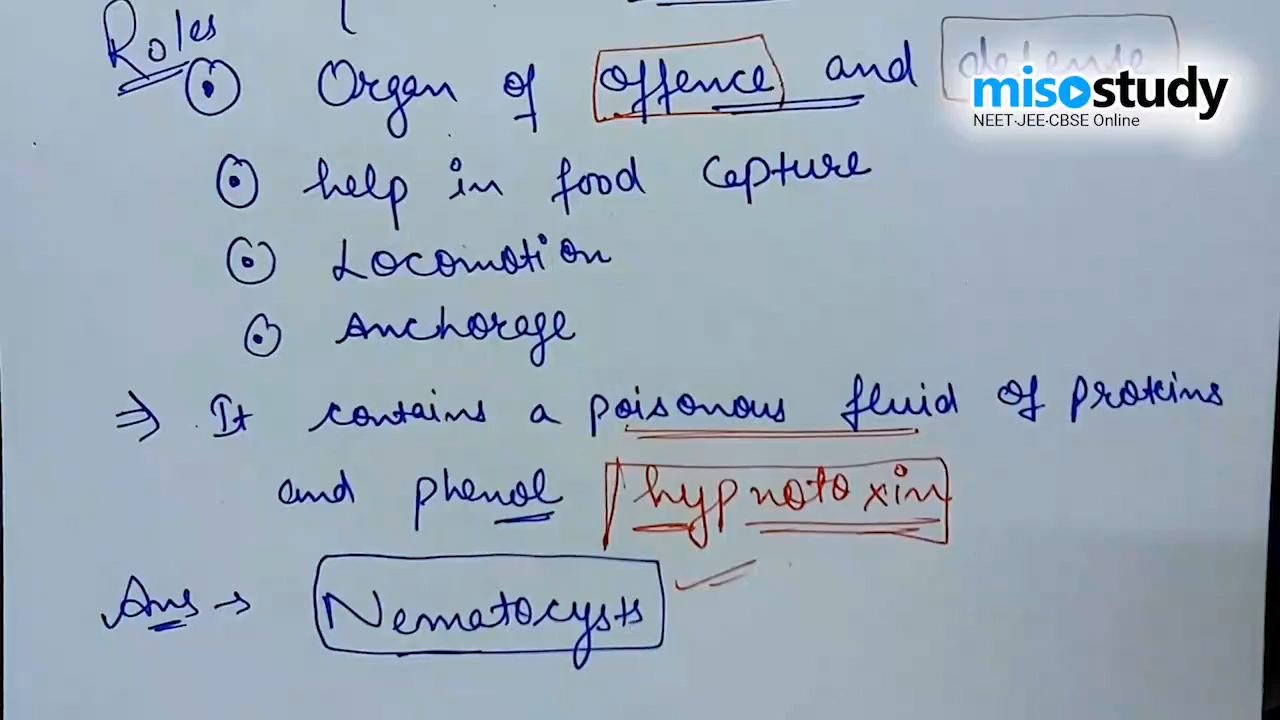 Roles
Organ of offence and defense
help in food capture
Locomotion
Anchorage
⇒ It contains a poisonous fluid of proteins
and phenol hypnotoxin
Ans → Nematocysts
misostudy
NEET-JEE-CBSE Online